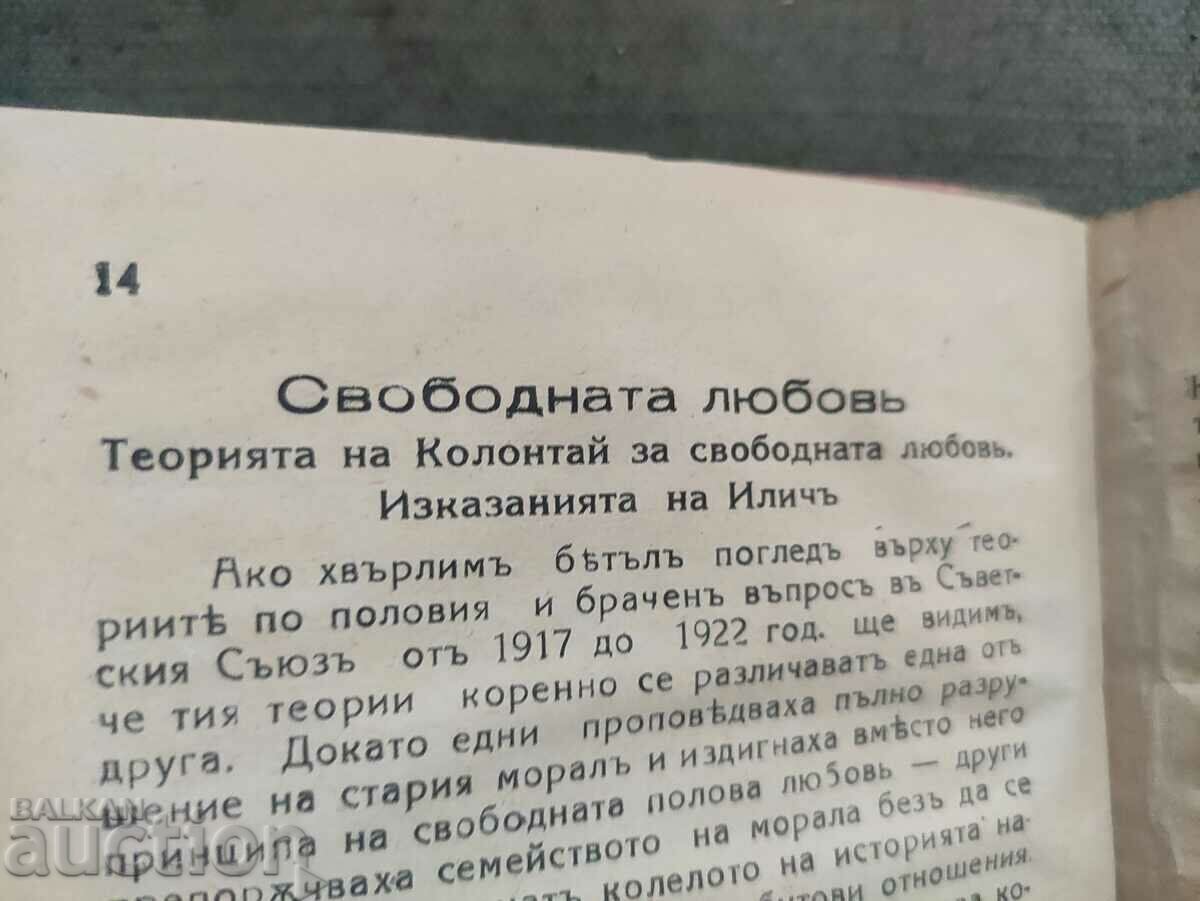 14
Свободната любовь
Теорията на Колонтай за свободната любовь.
Изказанията на Иличъ
Ако хвърлимъ бѣтълъ погледъ върху тео-
риитѣ по половия и браченъ въпросъ въ Съвет-
ския Съюзъ отъ 1917 до 1922 год. ще видимъ,
че тия теории коренно се различаватъ една отъ
друга. Докато едни проповѣдваха пълно разру-
шение на стария моралъ и издигнаха вмѣсто него
принципа на свободната полова любовь — други
семейството на морала безъ да се
колелото на историята на-
отношения.
BALKAN
auction